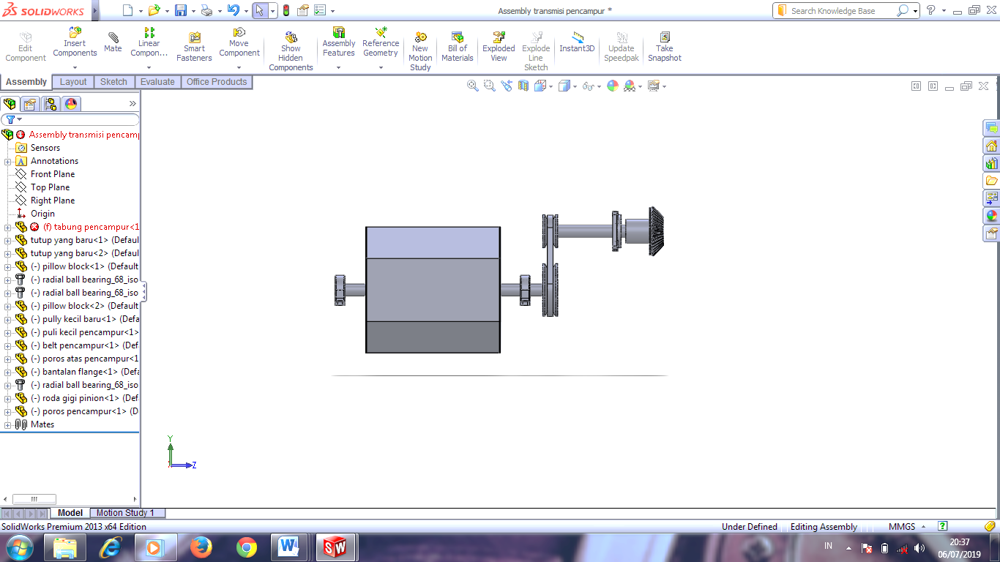 SOLIDWORKS
Assembly transmisi pencampur *
Search Knowledge Base
Edit Component
Insert Components
Mate
Linear Compon...
Smart Fasteners
Move Component
Show Hidden Components
Assembly Features
Reference Geometry
New Motion Study
Bill of Materials
Exploded View
Explode Line Sketch
Instant3D
Update Speedpak
Take Snapshot
Assembly Layout Sketch Evaluate Office Products
Assembly transmisi pencam
Sensors
Annotations
Front Plane
Top Plane
Right Plane
Origin
(f) tabung pencampur<1
tutup yang baru<1> (Defaul
tutup yang baru<2> (Defaul
(-) pillow block<1> (Default
(-) radial ball bearing_68_iso
(-) radial ball bearing_68_iso
(-) pillow block<2> (Default
(-) pully kecil baru<1> (Defa
(-) puli kecil pencampur<1>
(-) belt pencampur<1> (Def
(-) poros atas pencampur<1
(-) bantalan flange<1> (Defa
(-) radial ball bearing_68_iso
(-) roda gigi pinion<1> (Def
(-) poros pencampur<1> (D
Mates
Y
Z
Model Motion Study 1
SolidWorks Premium 2013 x64 Edition
Under Defined Editing Assembly MMGS
IN
20:37
06/07/2019